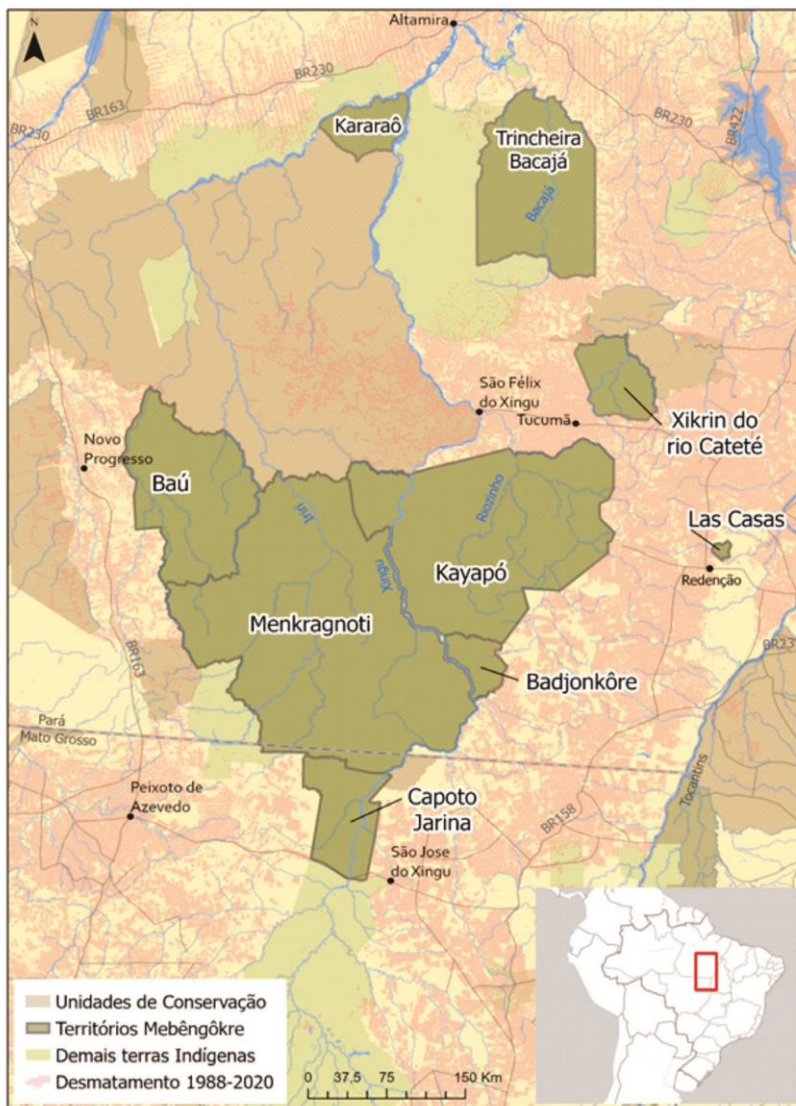 N
Altamira
BR230
BR163
BR230
BR422
BR230
Kararaô
Trincheira
Bacajá
Bacajá
São Félix
do Xingu
Tucumã
Xikrin do
rio Cateté
Novo
Progresso
Baú
Iriri
Riozinho
Las Casas
Xingu
Kayapó
Redenção
Menkragnoti
BR163
Badjonkôre
BR23
Pará
Mato Grosso
Tocantins
Peixoto de
Azevedo
Capoto
Jarina
BR158
São Jose
do Xingu
Unidades de Conservação
Territórios Mebêngôkre
Demais terras Indígenas
Desmatamento 1988-2020
0 37,5 75 150 Km